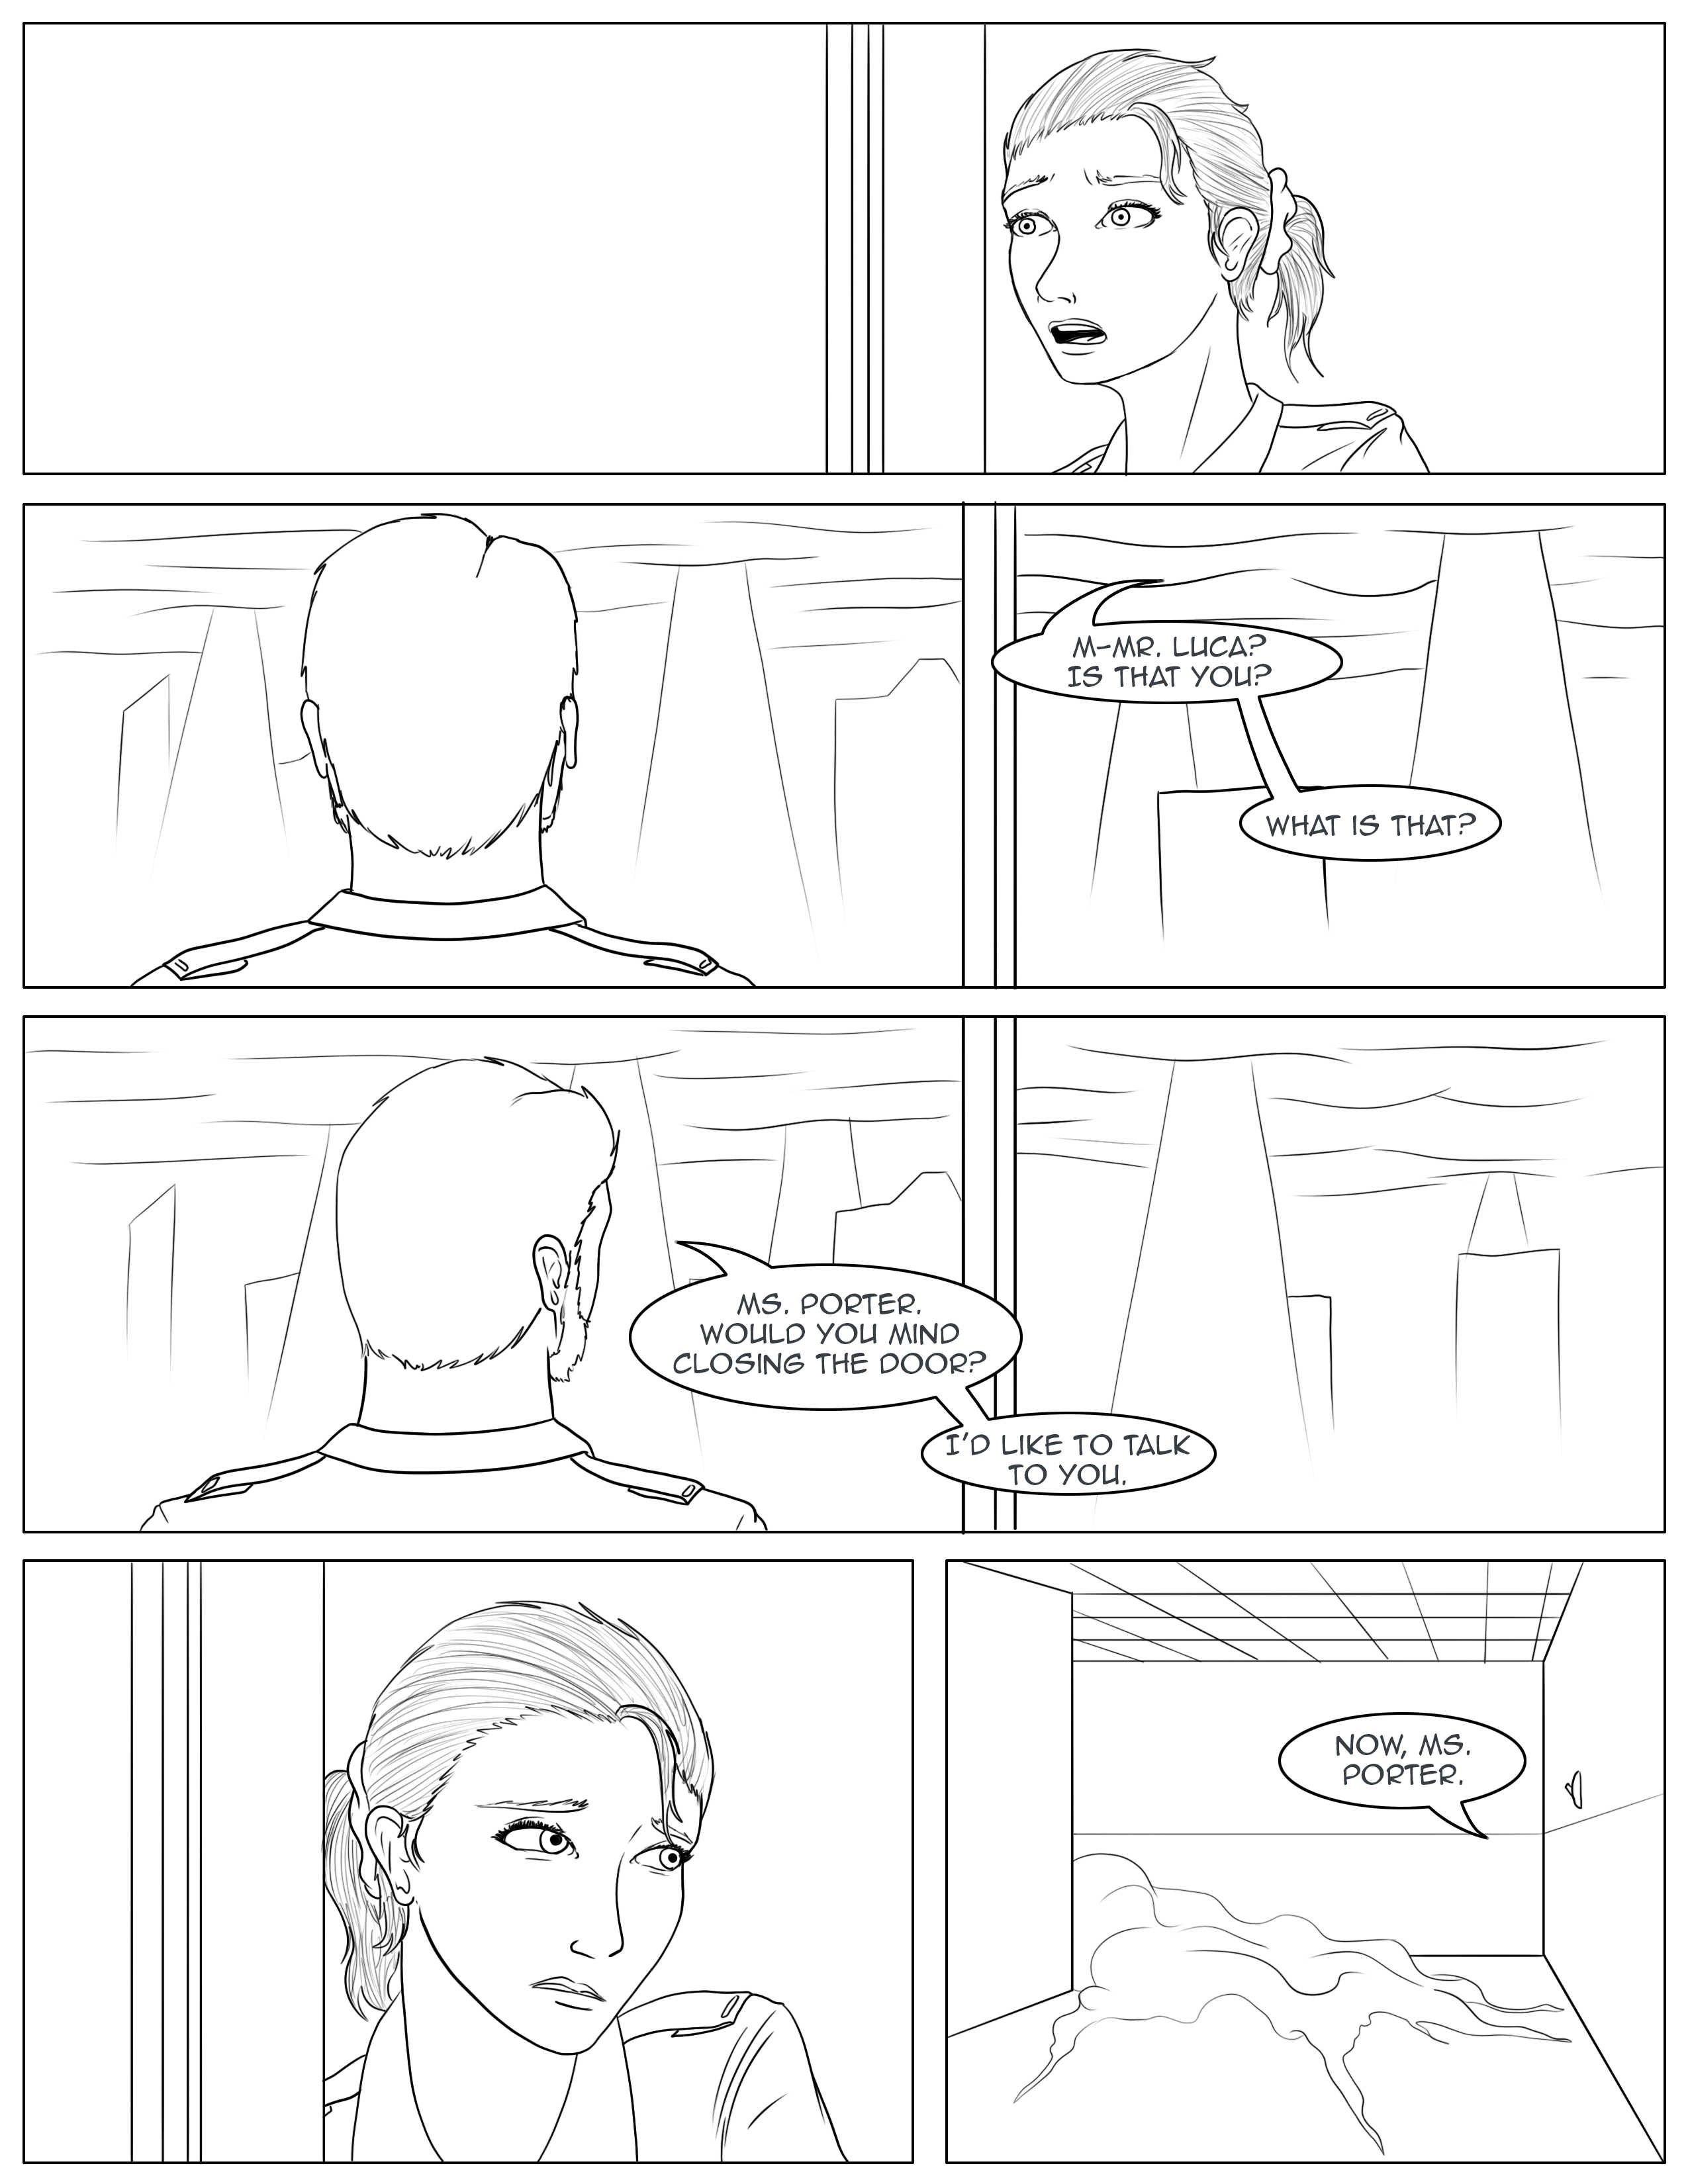 M-MR. LUCA?
IS THAT YOU?
WHAT IS THAT?
MS. PORTER.
WOULD YOU MIND
CLOSING THE DOOR?
I'D LIKE TO TALK
TO YOU.
NOW, MS.
PORTER.